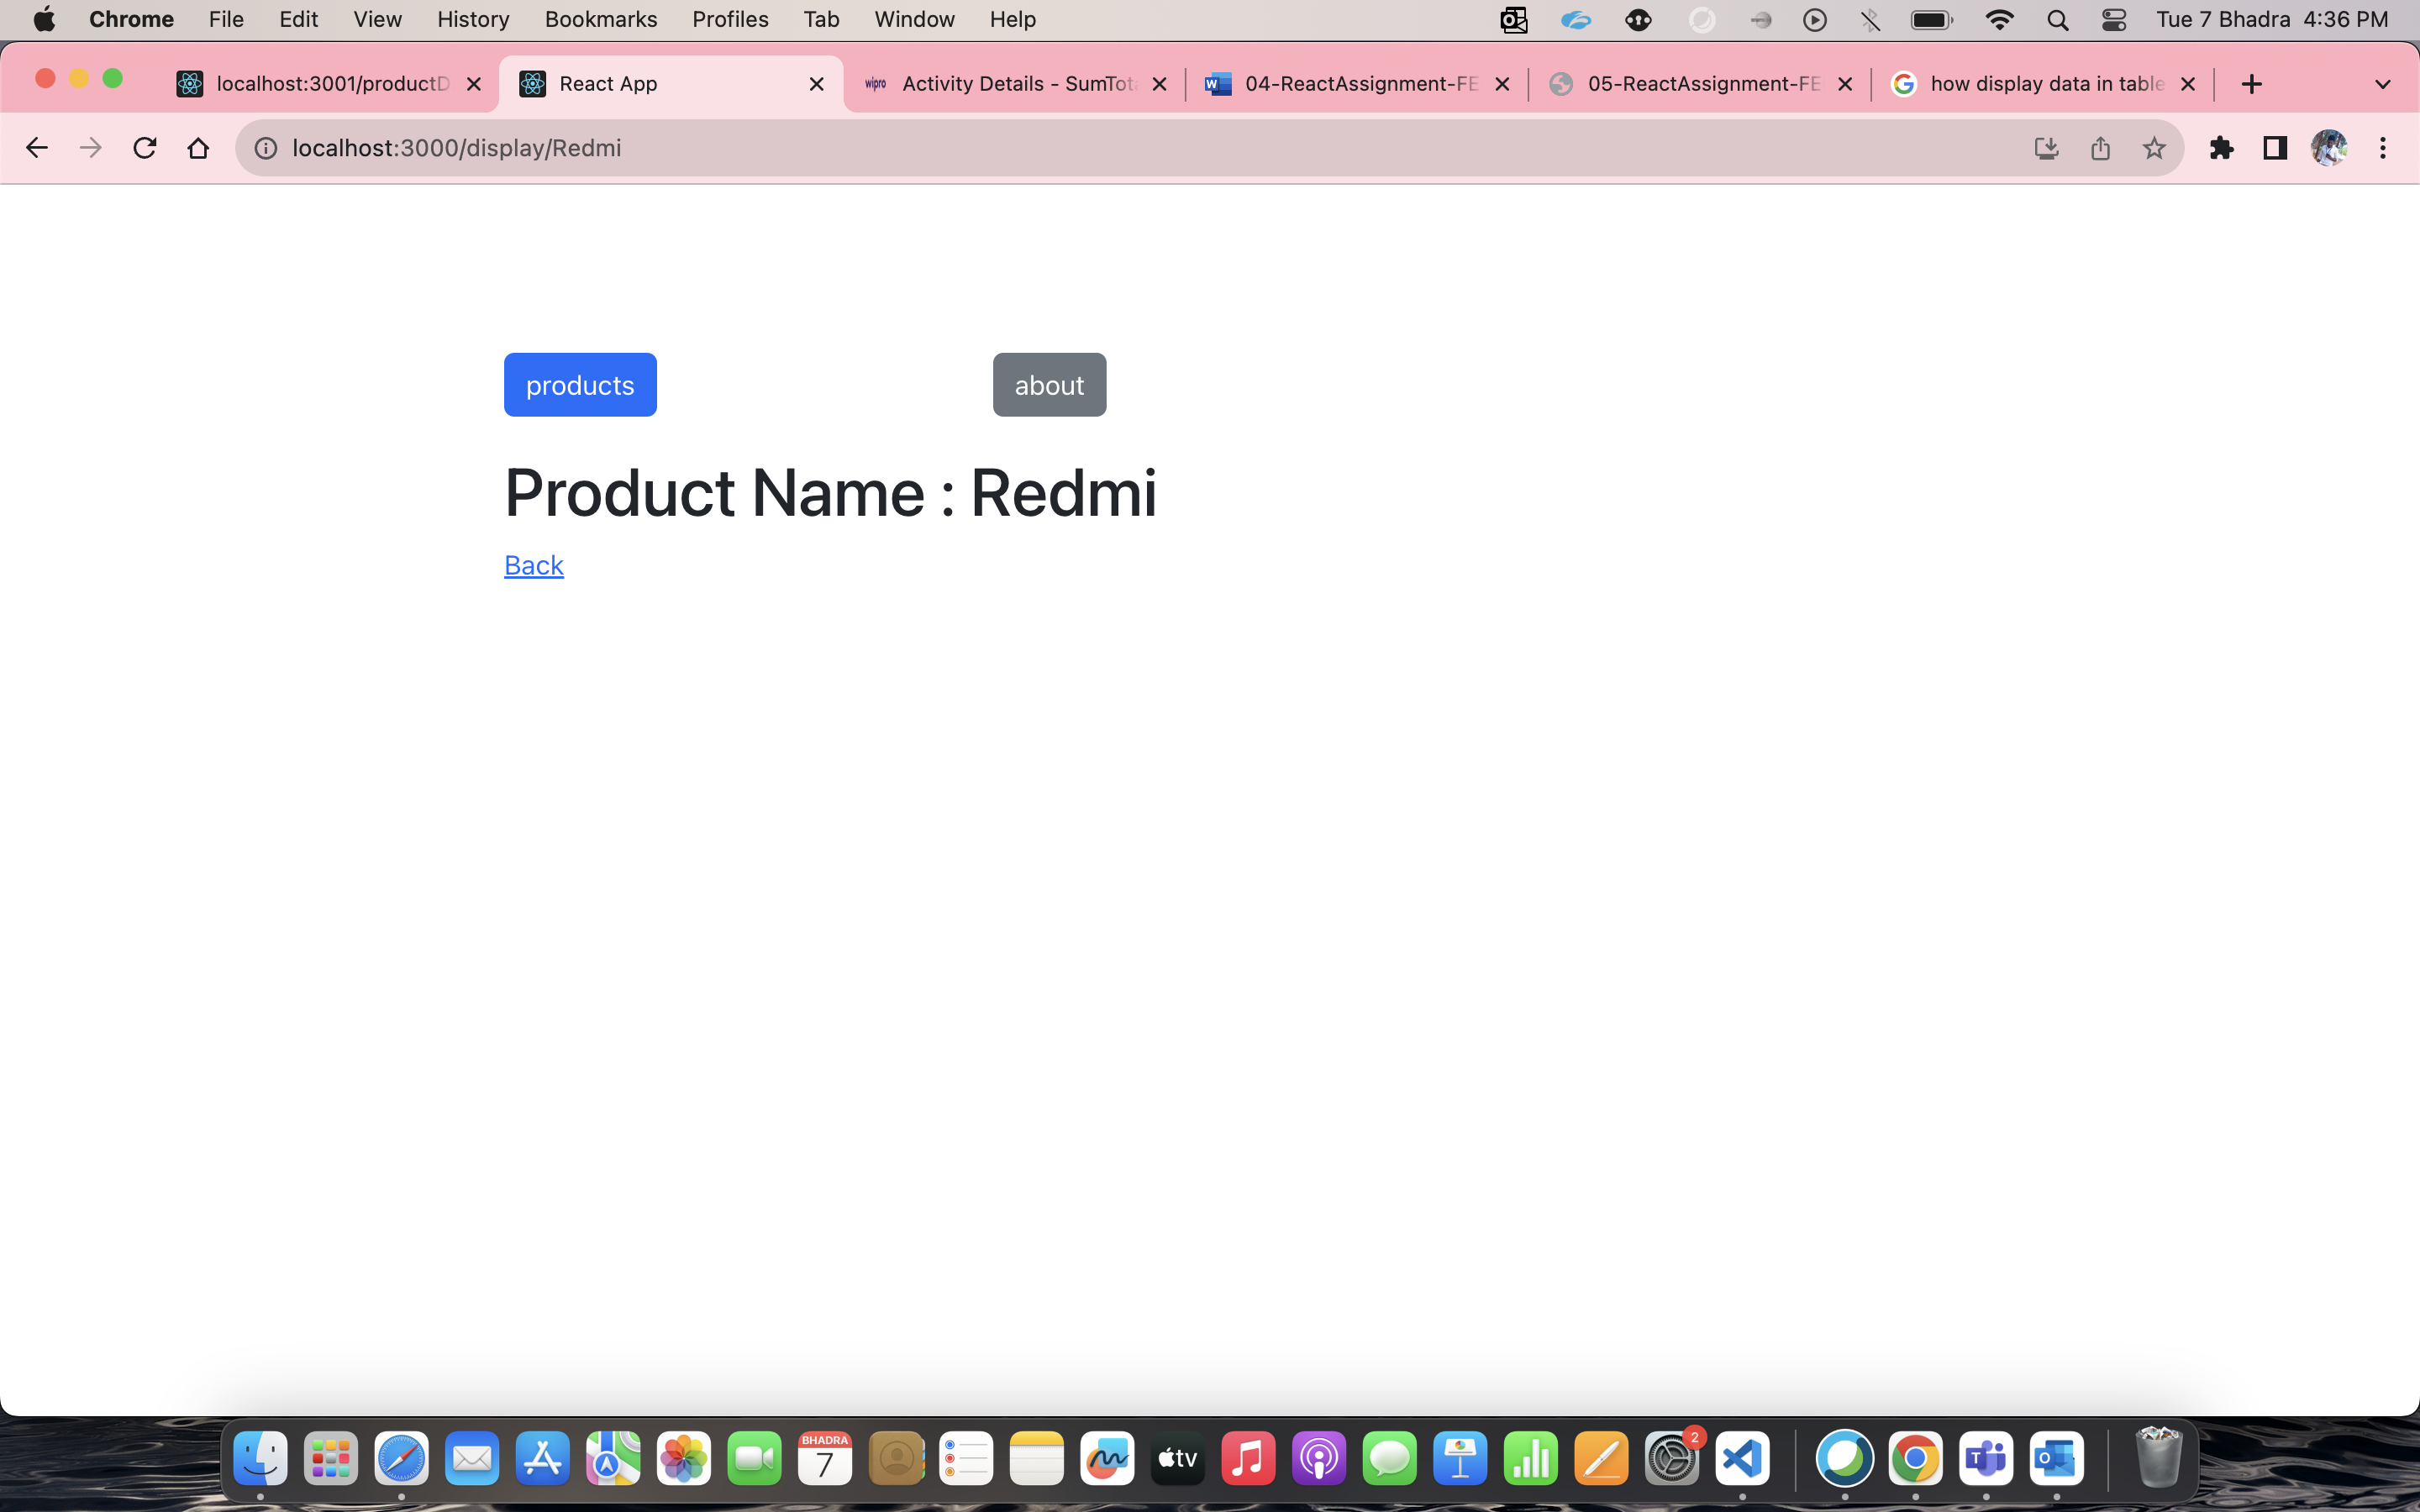 Chrome File Edit View History Bookmarks Profiles Tab Window Help Tue 7 Bhadra 4:36 PM
localhost:3001/productD React App wipro Activity Details - SumTot 04-ReactAssignment-FE 05-ReactAssignment-FE how display data in table
localhost:3000/display/Redmi
products about
Product Name : Redmi
Back
BHADRA
7
tv
2